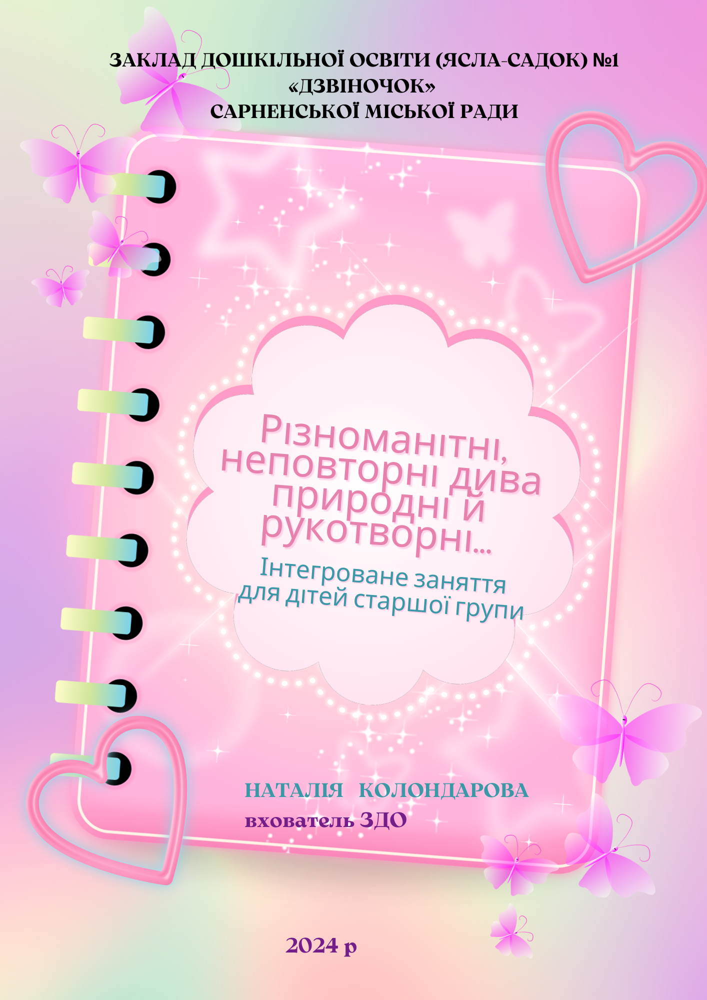 ЗАКЛАД ДОШКІЛЬНОЇ ОСВІТИ (ЯСЛА-САДОК) №1
«ДЗВІНОЧОК»
САРНЕНСЬКОЇ МІСЬКОЇ РАДИ
Різноманітні,
неповторні дива
природні й
рукотворні...
Інтегроване заняття
для дітей старшої групи
НАТАЛІЯ КОЛОНДАРОВА
вхователь ЗДО
2024 р